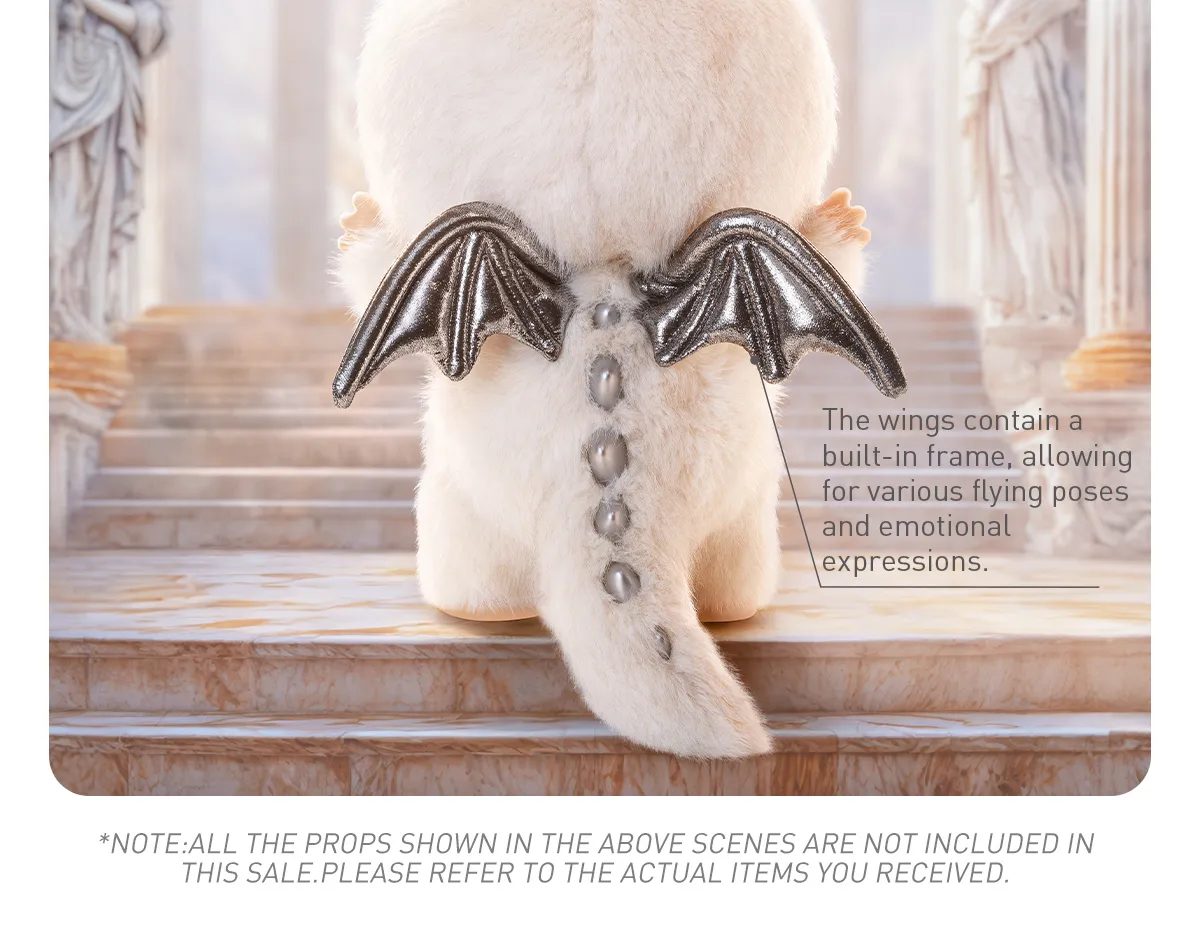 The wings contain a
built-in frame, allowing
for various flying poses
and emotional
expressions.
*NOTE:ALL THE PROPS SHOWN IN THE ABOVE SCENES ARE NOT INCLUDED IN
THIS SALE.PLEASE REFER TO THE ACTUAL ITEMS YOU RECEIVED.